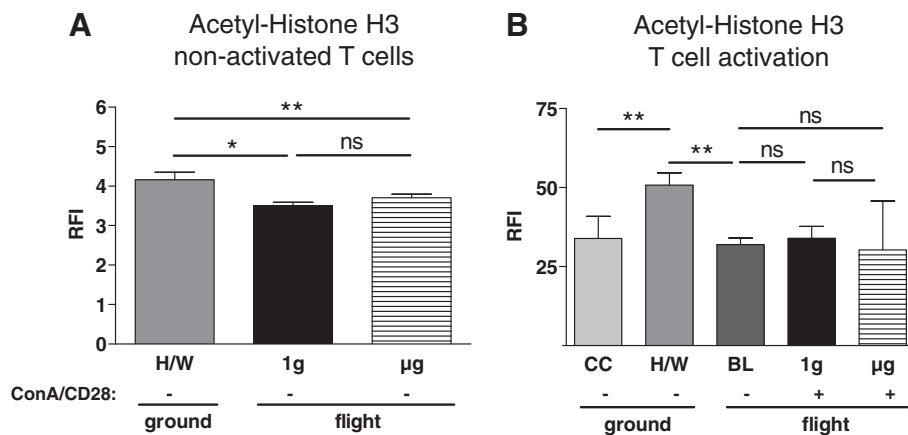 A
Acetyl-Histone H3
non-activated T cells
RFI
6
5
4
3
2
1
0
**
*
ns
H/W
1g
µg
ConA/CD28:
-
-
-
ground
flight
B
Acetyl-Histone H3
T cell activation
RFI
75
50
25
**
**
ns
ns
ns
CC
H/W
BL
1g
µg
-
-
-
+
+
ground
flight